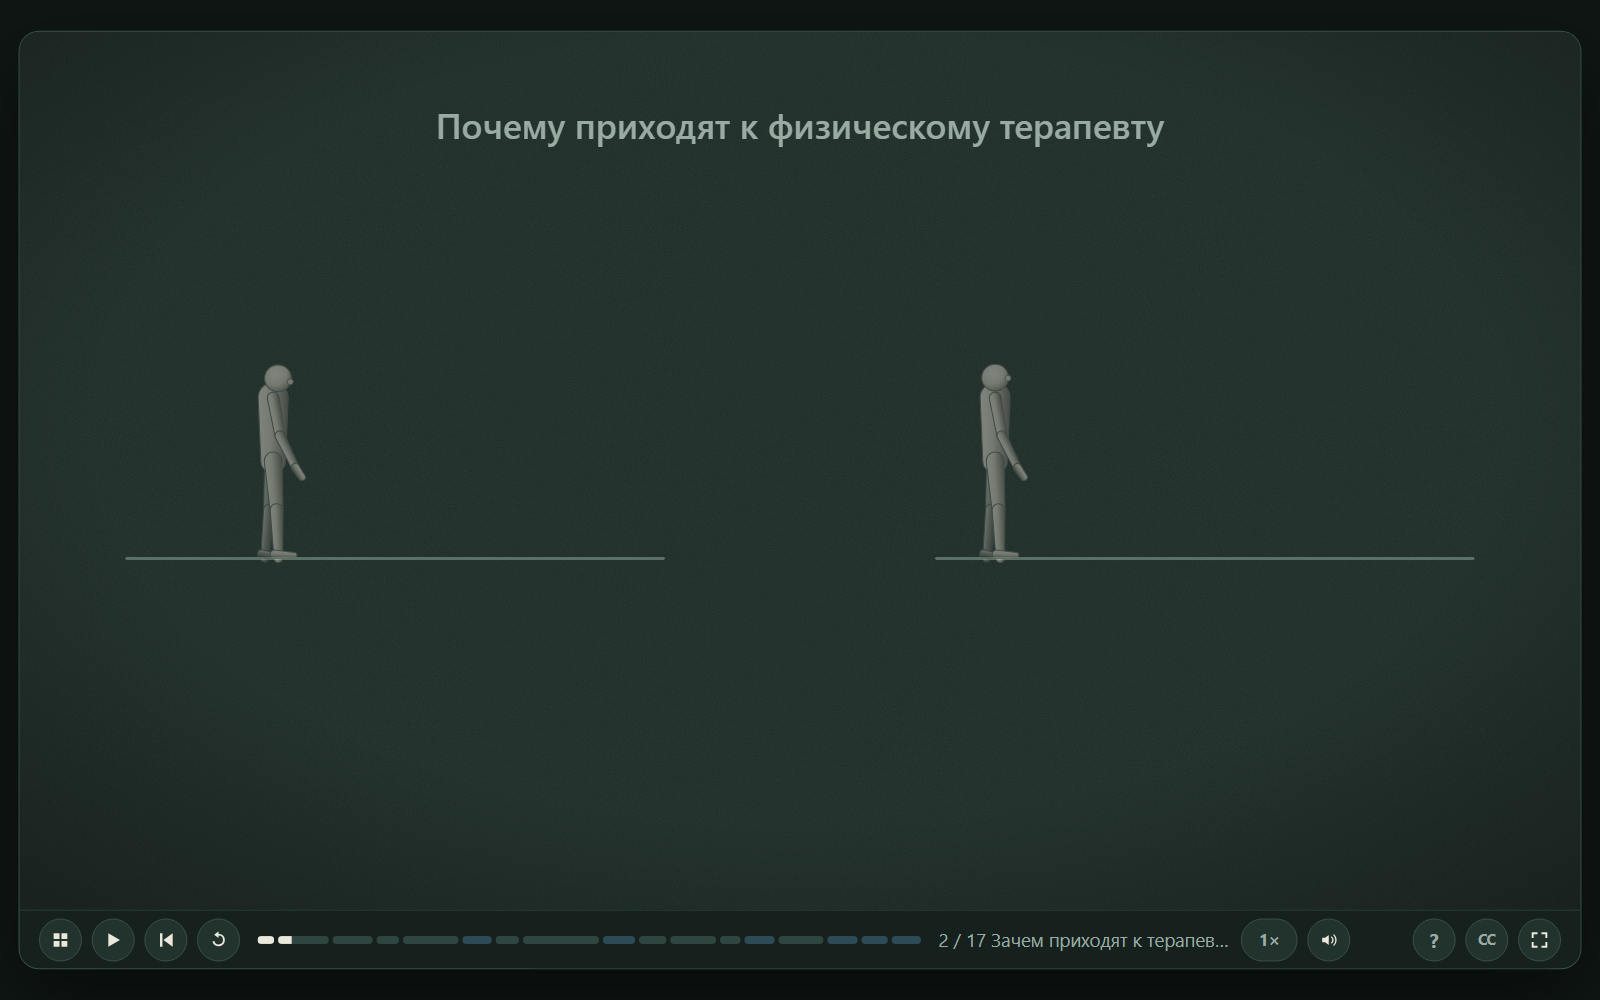 Почему приходят к физическому терапевту
2 / 17 Зачем приходят к терапев...
1×
?
CC